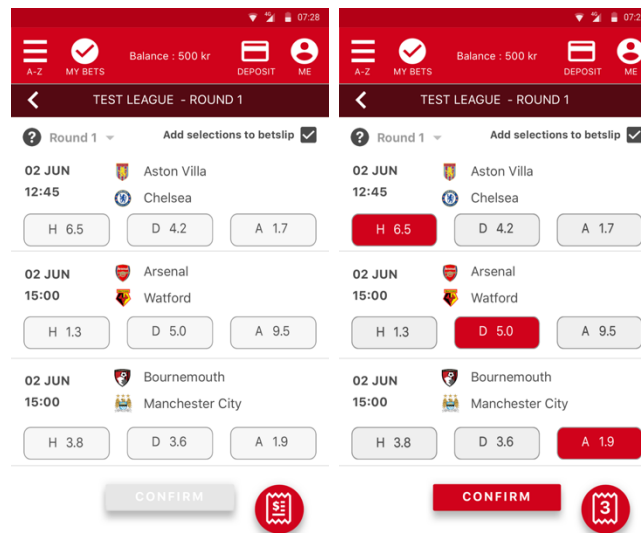 4G 07:28
A-Z MY BETS Balance : 500 kr DEPOSIT ME
TEST LEAGUE - ROUND 1
? Round 1 Add selections to betslip
02 JUN Aston Villa
12:45 Chelsea
H 6.5 D 4.2 A 1.7
02 JUN Arsenal
15:00 Watford
H 1.3 D 5.0 A 9.5
02 JUN Bournemouth
15:00 Manchester City
H 3.8 D 3.6 A 1.9
CONFIRM $
4G 07:2
A-Z MY BETS Balance : 500 kr DEPOSIT ME
TEST LEAGUE - ROUND 1
? Round 1 Add selections to betslip
02 JUN Aston Villa
12:45 Chelsea
H 6.5 D 4.2 A 1.7
02 JUN Arsenal
15:00 Watford
H 1.3 D 5.0 A 9.5
02 JUN Bournemouth
15:00 Manchester City
H 3.8 D 3.6 A 1.9
CONFIRM 3